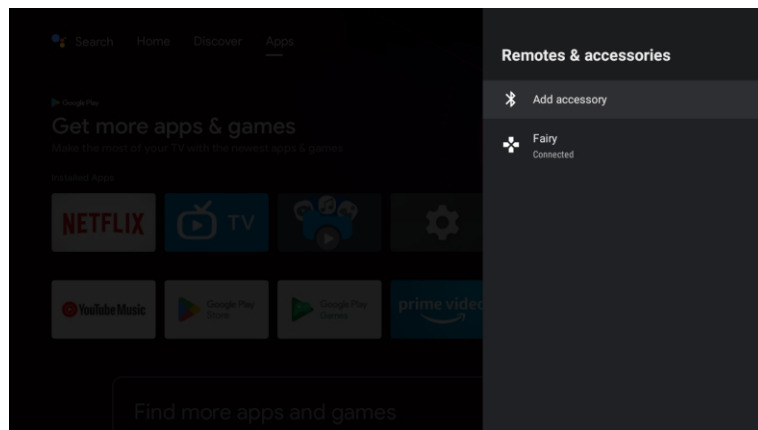 Search Home Discover Apps
Google Play
Get more apps & games
Make the most of your TV with the newest apps & games
Installed Apps
NETFLIX
TV
YouTube Music
Google Play
Store
Google Play
Games
prime video
Find more apps and games
Remotes & accessories
Add accessory
Fairy
Connected